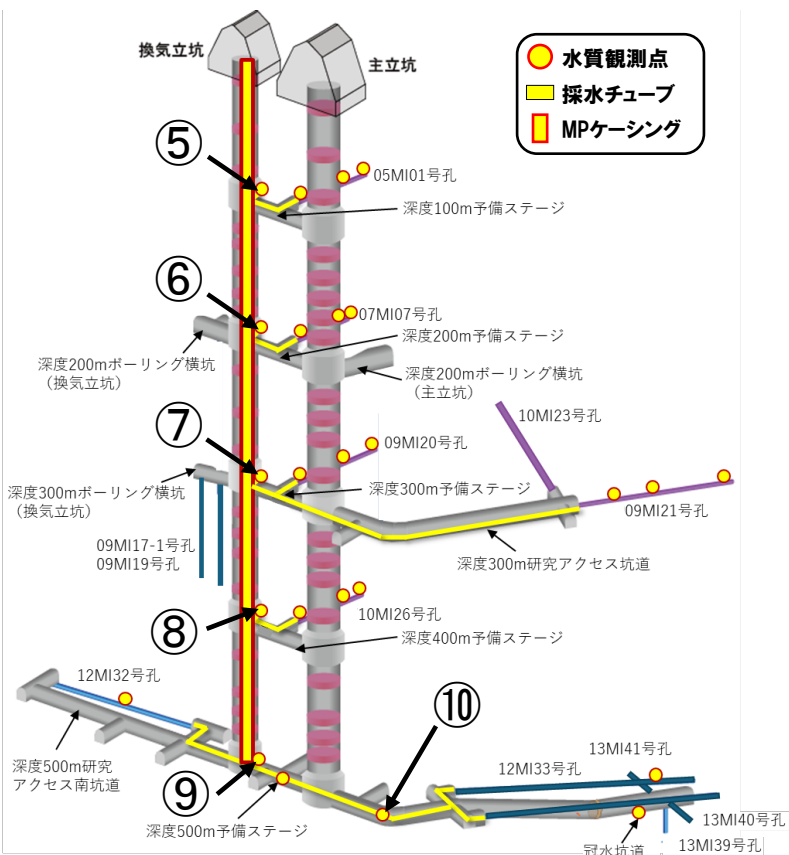 換気立坑
主立坑
水質観測点
採水チューブ
MPケーシング
⑤
05MI01号孔
深度100m予備ステージ
⑥
07MI07号孔
深度200m予備ステージ
深度200mボーリング横坑
（換気立坑）
深度200mボーリング横坑
（主立坑）
⑦
10MI23号孔
09MI20号孔
深度300mボーリング横坑
（換気立坑）
深度300m予備ステージ
09MI21号孔
09MI17-1号孔
09MI19号孔
深度300m研究アクセス坑道
⑧
10MI26号孔
深度400m予備ステージ
12MI32号孔
⑩
深度500m研究
アクセス南坑道
⑨
13MI41号孔
12MI33号孔
深度500m予備ステージ
13MI40号孔
冠水坑道
13MI39号孔